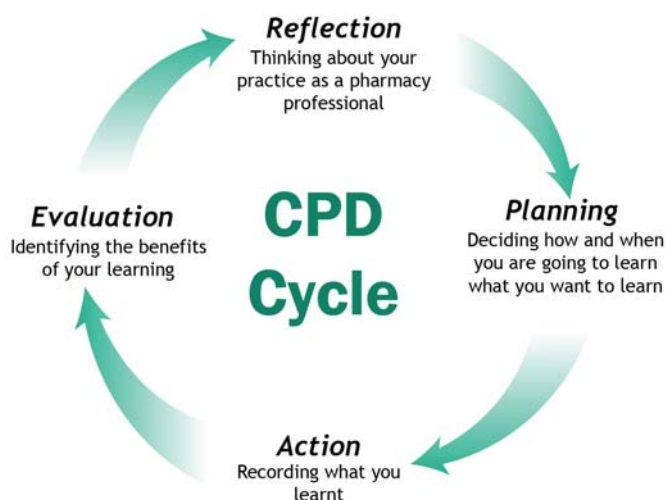 Reflection
Thinking about your
practice as a pharmacy
professional
Planning
Deciding how and when
you are going to learn
what you want to learn
Action
Recording what you
learnt
Evaluation
Identifying the benefits
of your learning
CPD
Cycle